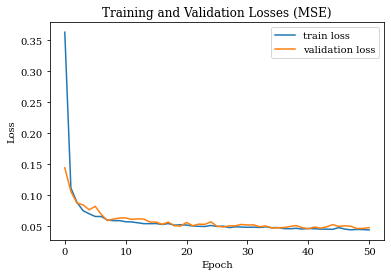 Training and Validation Losses (MSE)
train loss
validation loss
Loss
0.35
0.30
0.25
0.20
0.15
0.10
0.05
0 10 20 30 40 50
Epoch